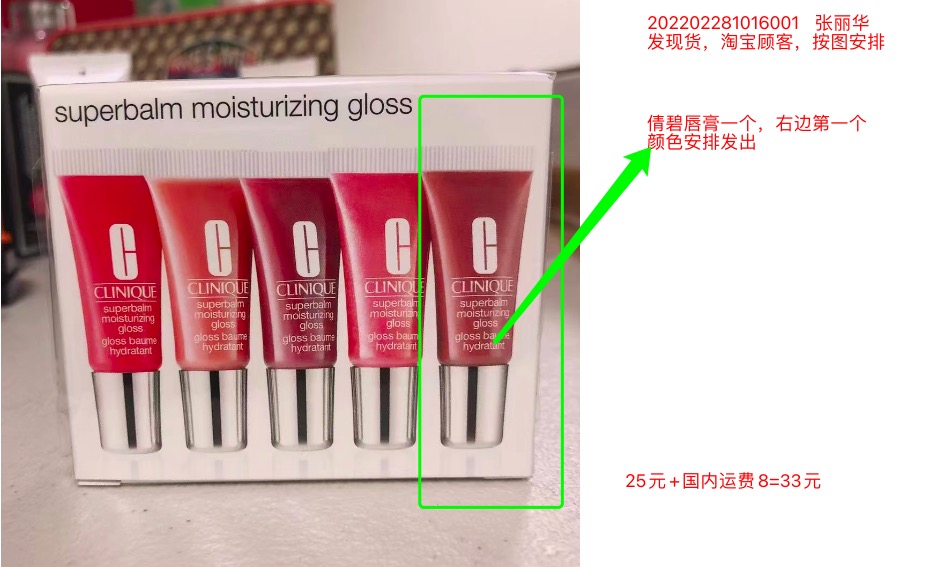 superbalm moisturizing gloss
CLINIQUE
superbalm
moisturizing
gloss
gloss baume
hydratant
CLINIQUE
superbalm
moisturizing
gloss
gloss baume
hydratant
CLINIQUE
superbalm
moisturizing
gloss
gloss baume
hydratant
CLINIQUE
superbalm
moisturizing
gloss
gloss baume
hydratant
CLINIQUE
superbalm
moisturizing
gloss
gloss baume
hydratant
202202281016001 张丽华
发现货，淘宝顾客，按图安排
倩碧唇膏一个，右边第一个
颜色安排发出
25元+国内运费8=33元